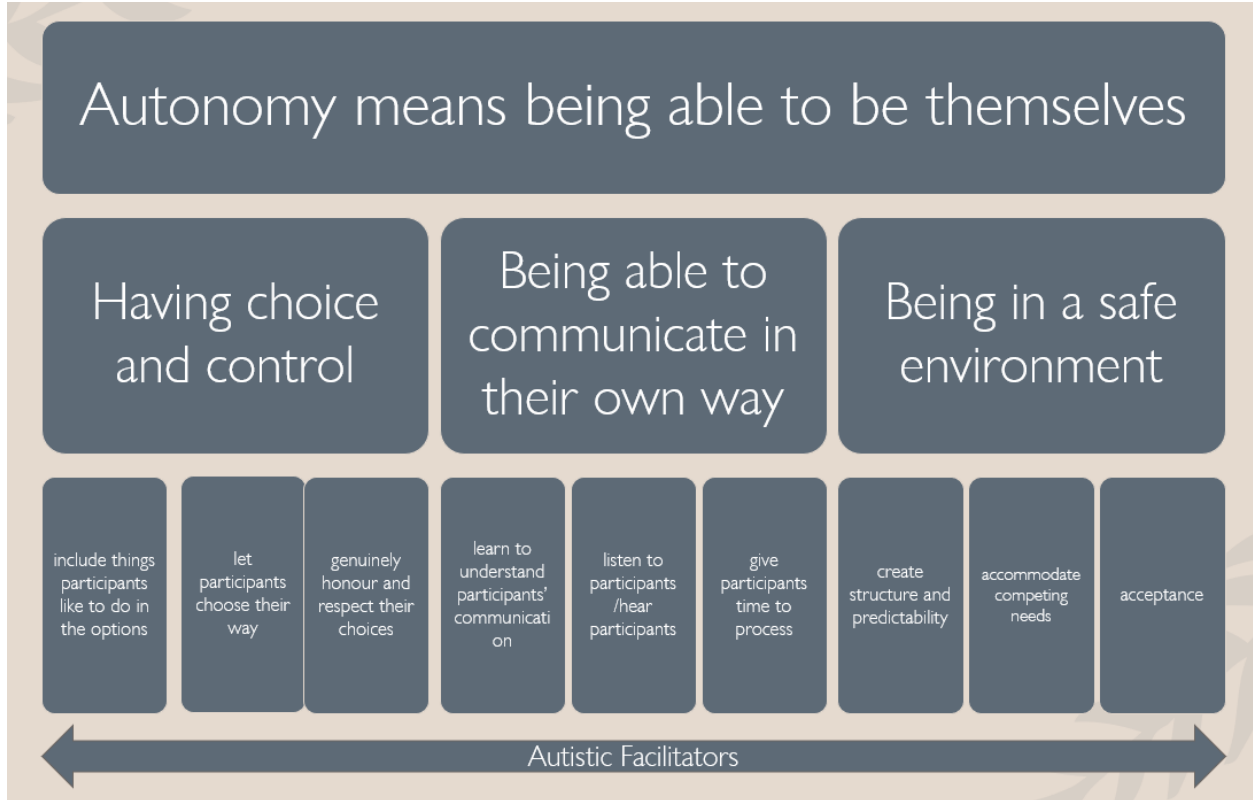 Autonomy means being able to be themselves
Having choice
and control
Being able to
communicate in
their own way
Being in a safe
environment
include things
participants
like to do in
the options
let
participants
choose their
way
genuinely
honour and
respect their
choices
learn to
understand
participants'
communicati
on
listen to
participants
/hear
participants
give
participants
time to
process
create
structure and
predictability
accommodate
competing
needs
acceptance
Autistic Facilitators